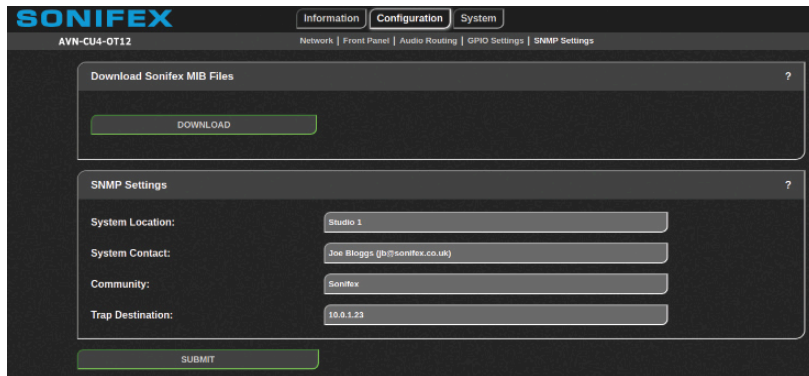 SONIFEX
Information Configuration System
AVN-CU4-OT12
Network | Front Panel | Audio Routing | GPIO Settings | SNMP Settings
Download Sonifex MIB Files ?
DOWNLOAD
SNMP Settings ?
System Location: Studio 1
System Contact: Joe Bloggs (jb@sonifex.co.uk)
Community: Sonifex
Trap Destination: 10.0.1.23
SUBMIT